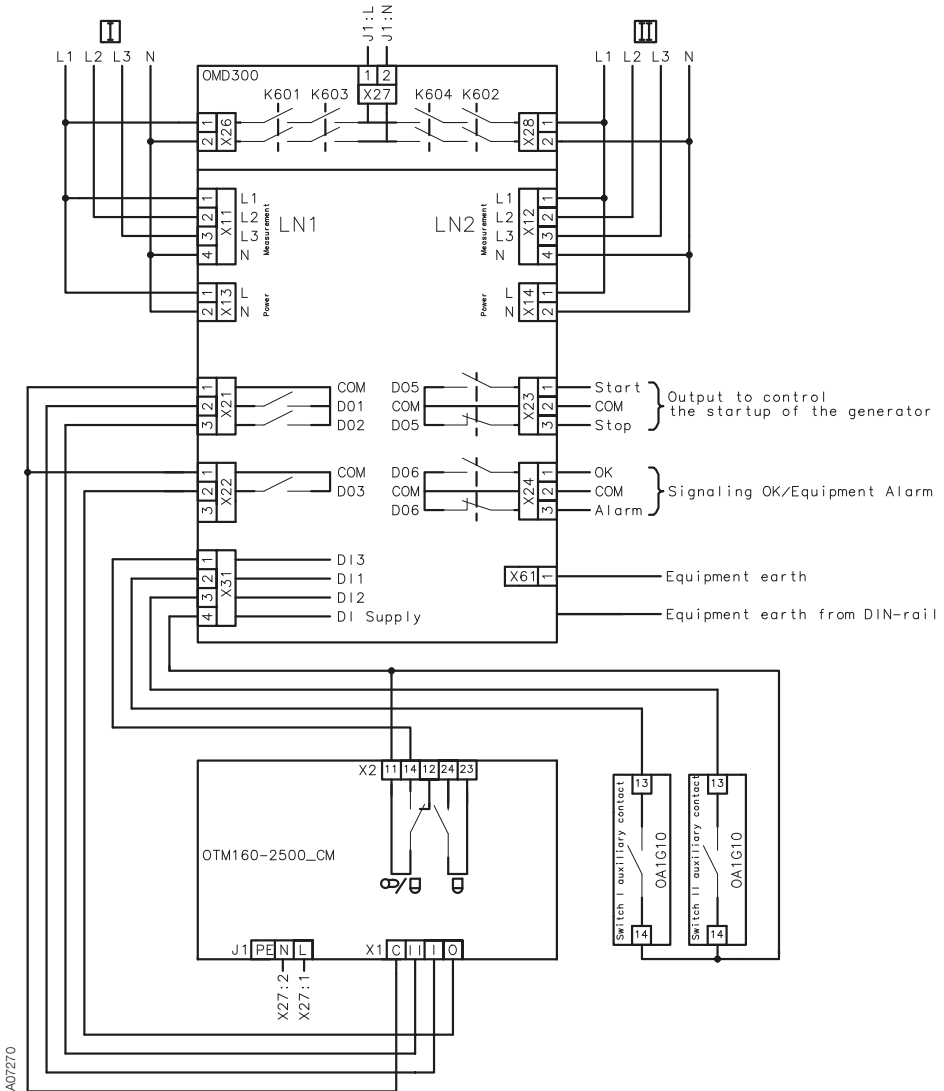 I II
J1:L J1:N
L1 L2 L3 N L1 L2 L3 N
OMD300
1 2
X27
K601 K603 K604 K602
1 2 X26
X28 1 2
1 2 3 4 X11
L1
L2
L3
N
Measurement
LN1
LN2
Measurement
L1
L2
L3
N
X12 1 2 3 4
1 2 X13
L
N
Power
Power
L
N
X14 1 2
1 2 3 X21
COM
DO1
DO2
DO5
COM
DO5
X23 1 2 3
Start
COM
Stop
Output to control
the startup of the generator
1 2 3 X22
COM
DO3
DO6
COM
DO6
X24 1 2 3
OK
COM
Alarm
Signaling OK/Equipment Alarm
1 2 3 4 X31
DI3
DI1
DI2
DI Supply
X61 1
Equipment earth
Equipment earth from DIN-rail
X2 11 14 12 24 23
OTM160-2500_CM
J1 PE N L
X1 C II I O
X27:2
X27:1
Switch I auxiliary contact
13
OA1G10
14
Switch II auxiliary contact
13
OA1G10
14
A07270